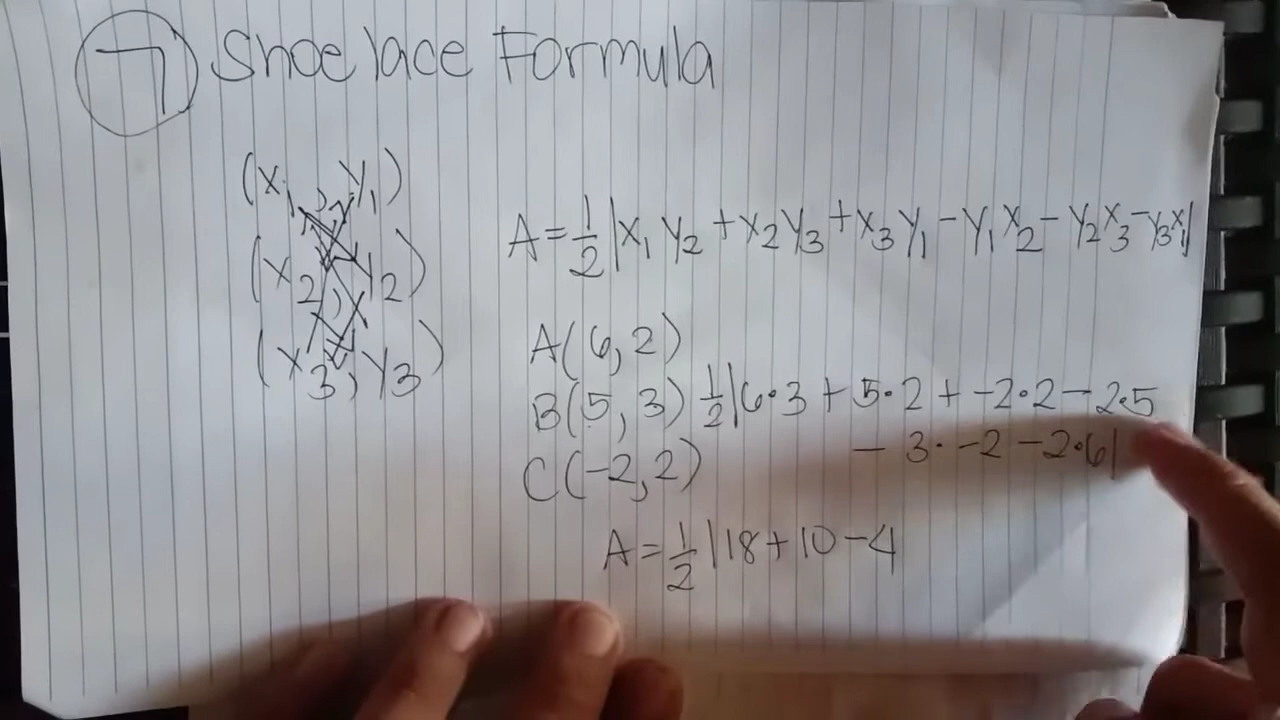 7 Shoelace Formula
(x₁, y₁)
(x₂, y₂)
(x₃, y₃)
A = 1/2 |x₁ y₂ + x₂ y₃ + x₃ y₁ - y₁ x₂ - y₂ x₃ - y₃ x₁|
A(6, 2)
B(5, 3) 1/2 |6·3 + 5·2 + -2·2 - 2·5
C(-2, 2) - 3·-2 - 2·6|
A = 1/2 |18 + 10 - 4